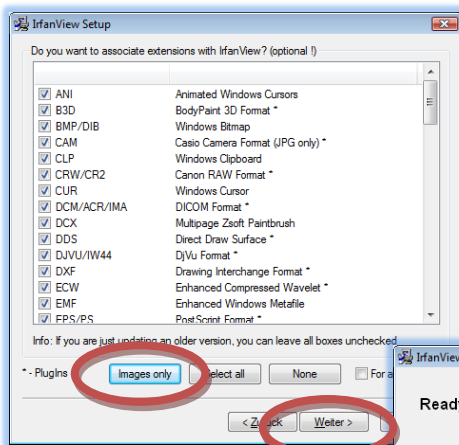 IrfanView Setup
Do you want to associate extensions with IrfanView? (optional !)
ANI Animated Windows Cursors
B3D BodyPaint 3D Format *
BMP/DIB Windows Bitmap
CAM Casio Camera Format (JPG only) *
CLP Windows Clipboard
CRW/CR2 Canon RAW Format *
CUR Windows Cursor
DCM/ACR/IMA DICOM Format *
DCX Multipage Zsoft Paintbrush
DDS Direct Draw Surface *
DJVU/IW44 DjVu Format *
DXF Drawing Interchange Format *
ECW Enhanced Compressed Wavelet *
EMF Enhanced Windows Metafile
EPS/PS PostScript Format *
Info: If you are just updating an older version, you can leave all boxes unchecked
IrfanView
* - PlugIns Images only Select all None For a
Ready
< Zurück Weiter >